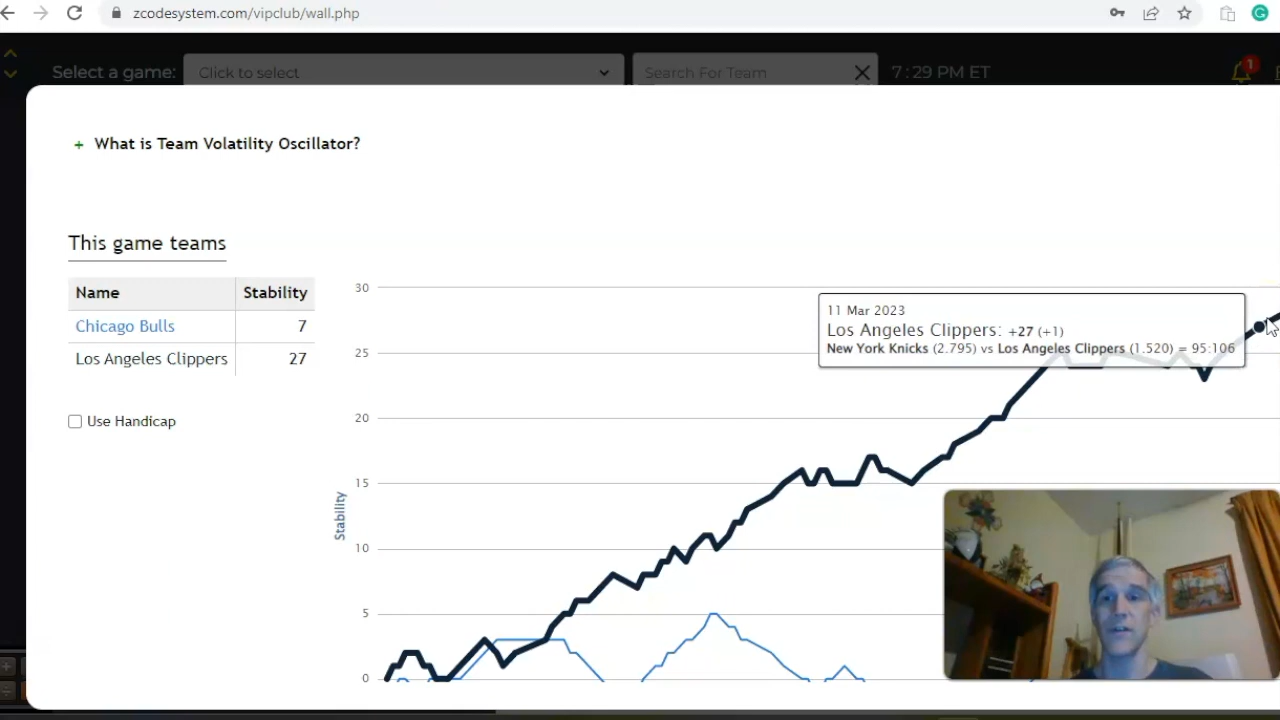 zcodesystem.com/vipclub/wall.php
Select a game:
Click to select
Search For Team
7:29 PM ET
1
+ What is Team Volatility Oscillator?
This game teams
Name Stability
Chicago Bulls 7
Los Angeles Clippers 27
Use Handicap
30
25
20
15
10
5
0
Stability
11 Mar 2023
Los Angeles Clippers: +27 (+1)
New York Knicks (2.795) vs Los Angeles Clippers (1.520) = 95:106